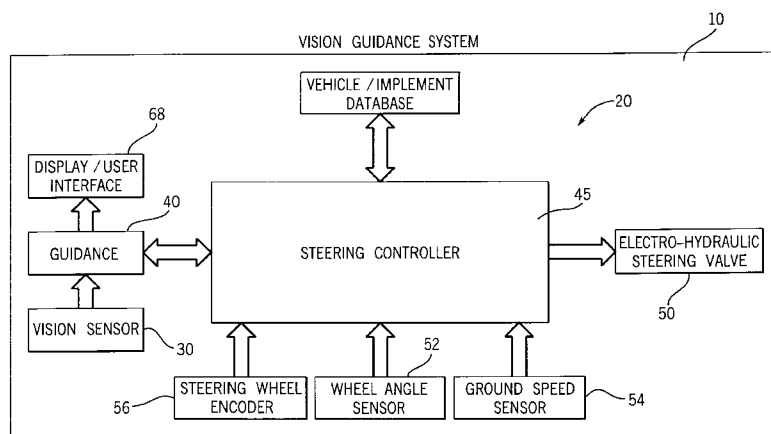 VISION GUIDANCE SYSTEM
10
VEHICLE / IMPLEMENT
DATABASE
20
68
DISPLAY / USER
INTERFACE
40
45
GUIDANCE
STEERING CONTROLLER
ELECTRO-HYDRAULIC
STEERING VALVE
50
VISION SENSOR
30
52
STEERING WHEEL
ENCODER
56
WHEEL ANGLE
SENSOR
GROUND SPEED
SENSOR
54